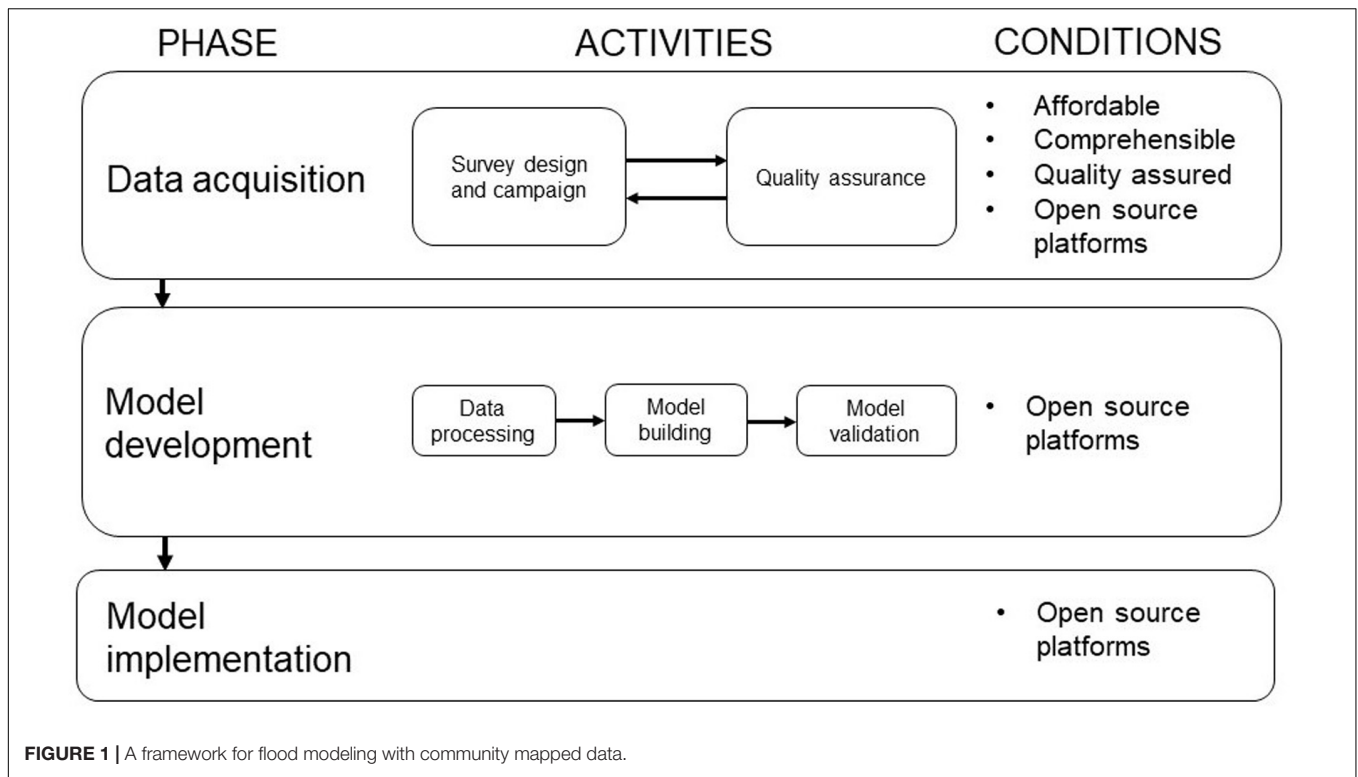 PHASE ACTIVITIES CONDITIONS
Data acquisition
Survey design
and campaign
Quality assurance
• Affordable
• Comprehensible
• Quality assured
• Open source
platforms
Model
development
Data
processing
Model
building
Model
validation
• Open source
platforms
Model
implementation
• Open source
platforms
FIGURE 1 | A framework for flood modeling with community mapped data.